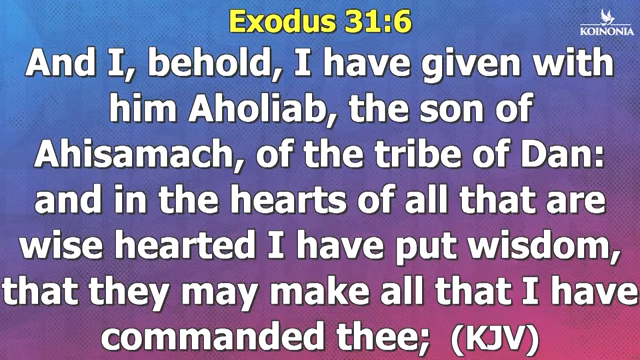 Exodus 31:6
KOINONIA
And I, behold, I have given with
him Aholiab, the son of
Ahisamach, of the tribe of Dan:
and in the hearts of all that are
wise hearted I have put wisdom,
that they may make all that I have
commanded thee; (KJV)